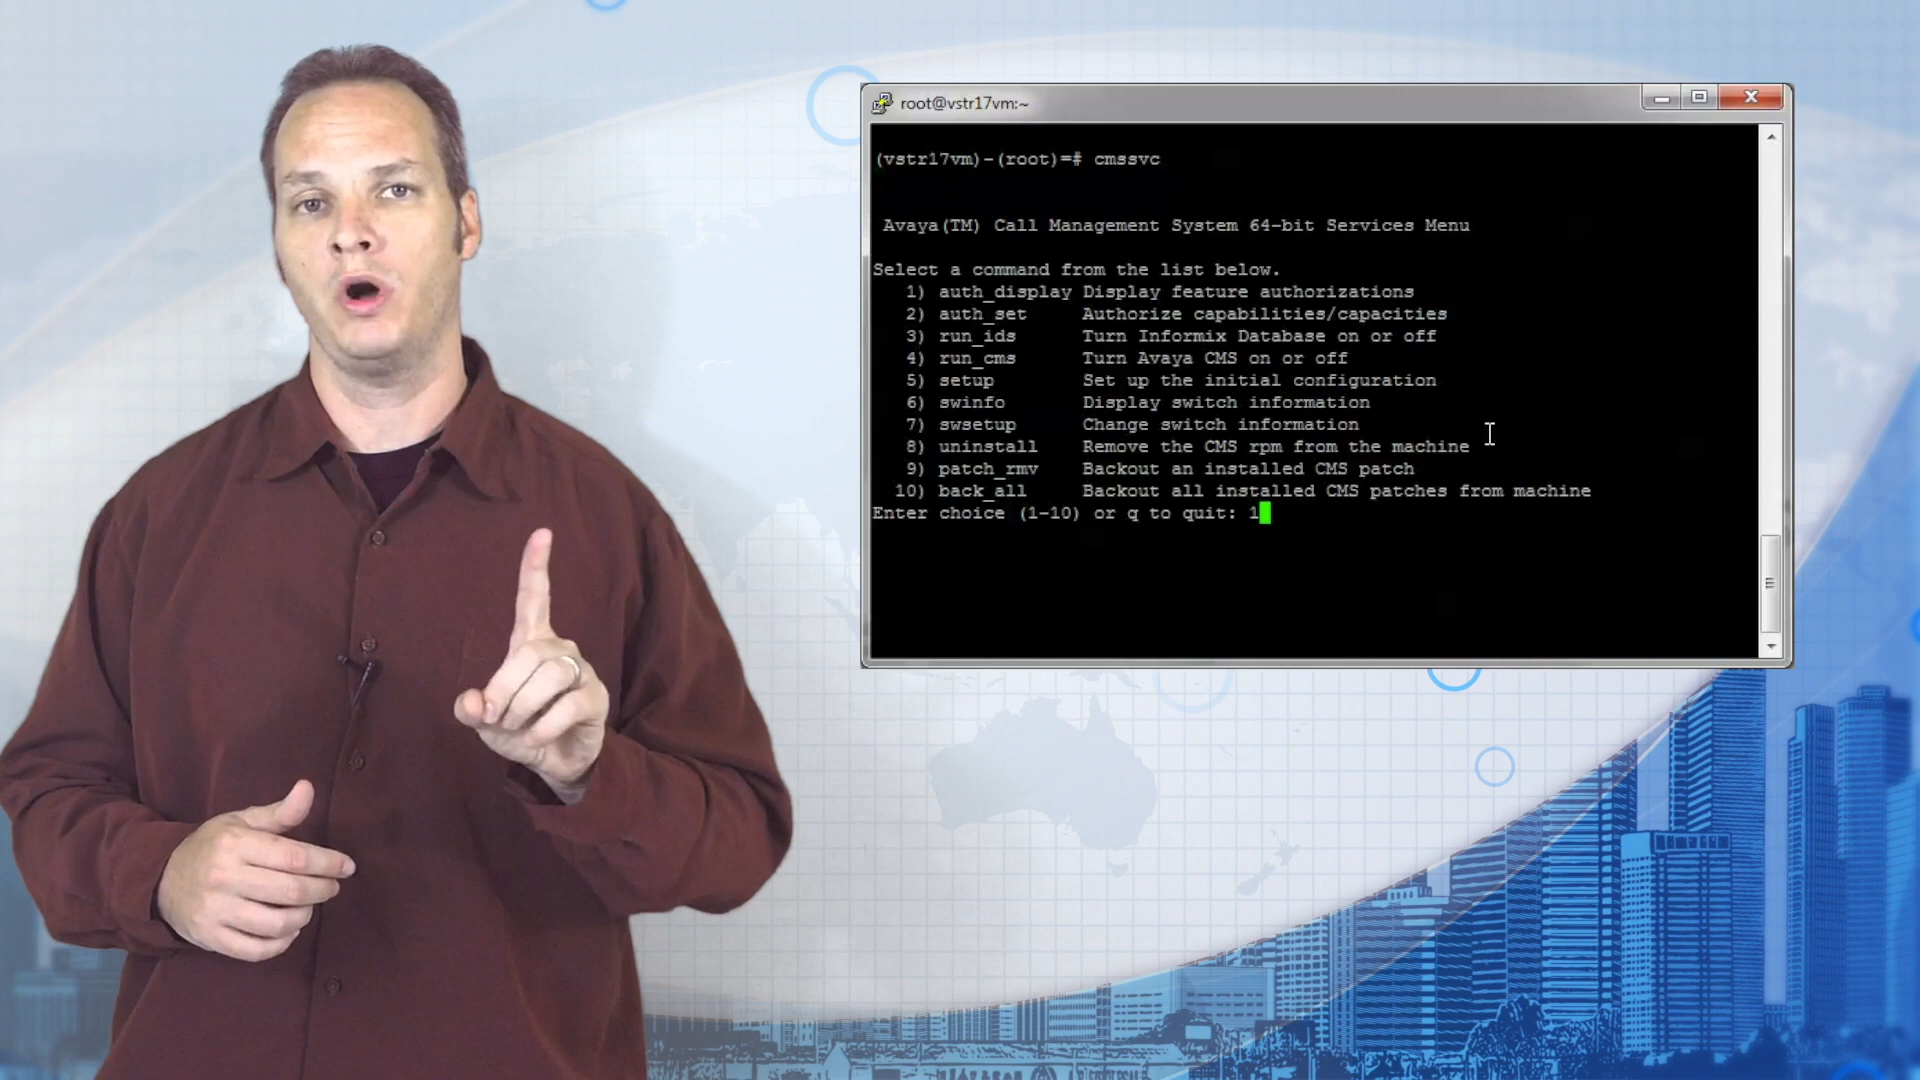 root@vstr17vm:~
(vstr17vm)-(root)=# cmssvc
Avaya(TM) Call Management System 64-bit Services Menu
Select a command from the list below.
1) auth_display Display feature authorizations
2) auth_set Authorize capabilities/capacities
3) run_ids Turn Informix Database on or off
4) run_cms Turn Avaya CMS on or off
5) setup Set up the initial configuration
6) swinfo Display switch information
7) swsetup Change switch information
8) uninstall Remove the CMS rpm from the machine
9) patch_rmv Backout an installed CMS patch
10) back_all Backout all installed CMS patches from machine
Enter choice (1-10) or q to quit: 1